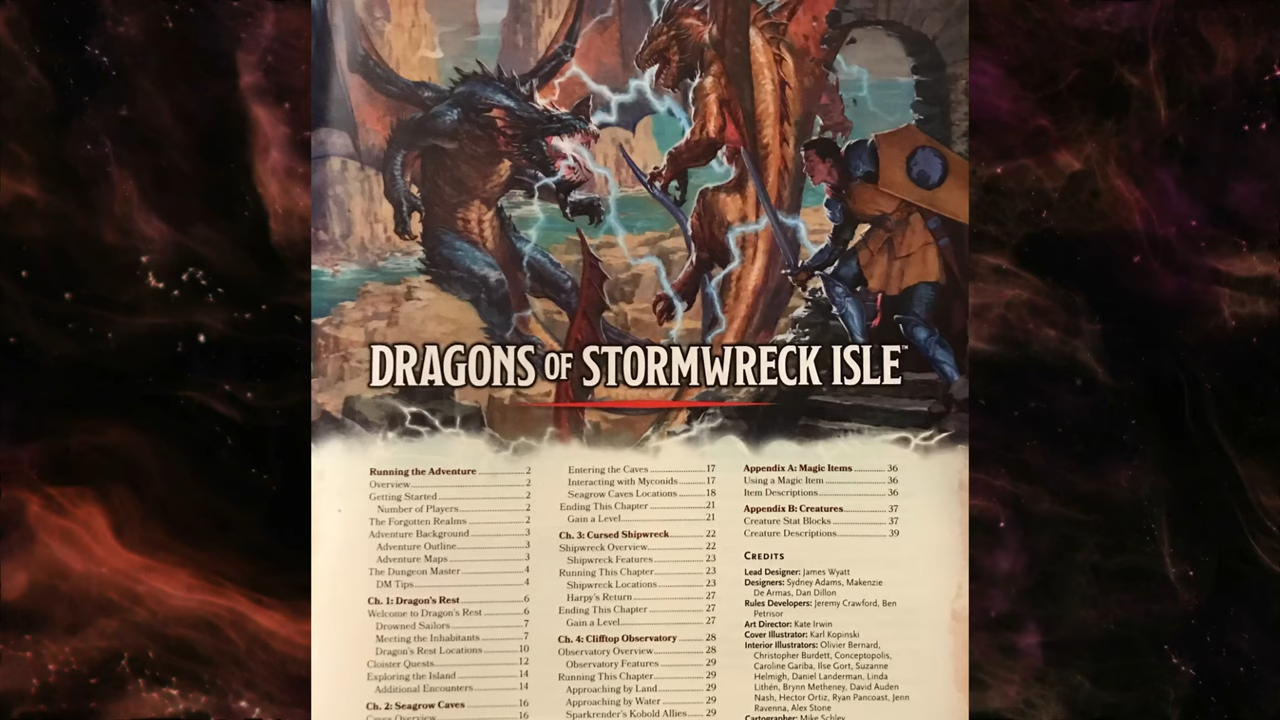 DRAGONS OF STORMWRECK ISLE™
Running the Adventure 2
Overview 2
Getting Started 2
Number of Players 2
The Forgotten Realms 2
Adventure Background 3
Adventure Outline 3
Adventure Maps 3
The Dungeon Master 4
DM Tips 4
Ch. 1: Dragon's Rest 6
Welcome to Dragon's Rest 6
Drowned Sailors 7
Meeting the Inhabitants 7
Dragon's Rest Locations 10
Cloister Quests 12
Exploring the Island 14
Additional Encounters 14
Ch. 2: Seagrow Caves 16
Caves Overview 16
Entering the Caves 17
Interacting with Myconids 17
Seagrow Caves Locations 18
Ending This Chapter 21
Gain a Level 21
Ch. 3: Cursed Shipwreck 22
Shipwreck Overview 22
Shipwreck Features 23
Running This Chapter 23
Shipwreck Locations 23
Harpy's Return 27
Ending This Chapter 27
Gain a Level 27
Ch. 4: Clifftop Observatory 28
Observatory Overview 28
Observatory Features 29
Running This Chapter 29
Approaching by Land 29
Approaching by Water 29
Sparkrender's Kobold Allies 29
Appendix A: Magic Items 36
Using a Magic Item 36
Item Descriptions 36
Appendix B: Creatures 37
Creature Stat Blocks 37
Creature Descriptions 39
CREDITS
Lead Designer: James Wyatt
Designers: Sydney Adams, Makenzie
De Armas, Dan Dillon
Rules Developers: Jeremy Crawford, Ben
Petrisor
Art Director: Kate Irwin
Cover Illustrator: Karl Kopinski
Interior Illustrators: Olivier Bernard,
Christopher Burdett, Conceptopolis,
Caroline Gariba, Ilse Gort, Suzanne
Helmigh, Daniel Landerman, Linda
Lithén, Brynn Metheney, David Auden
Nash, Hector Ortiz, Ryan Pancoast, Jenn
Ravenna, Alex Stone
Cartographer: Mike Schley